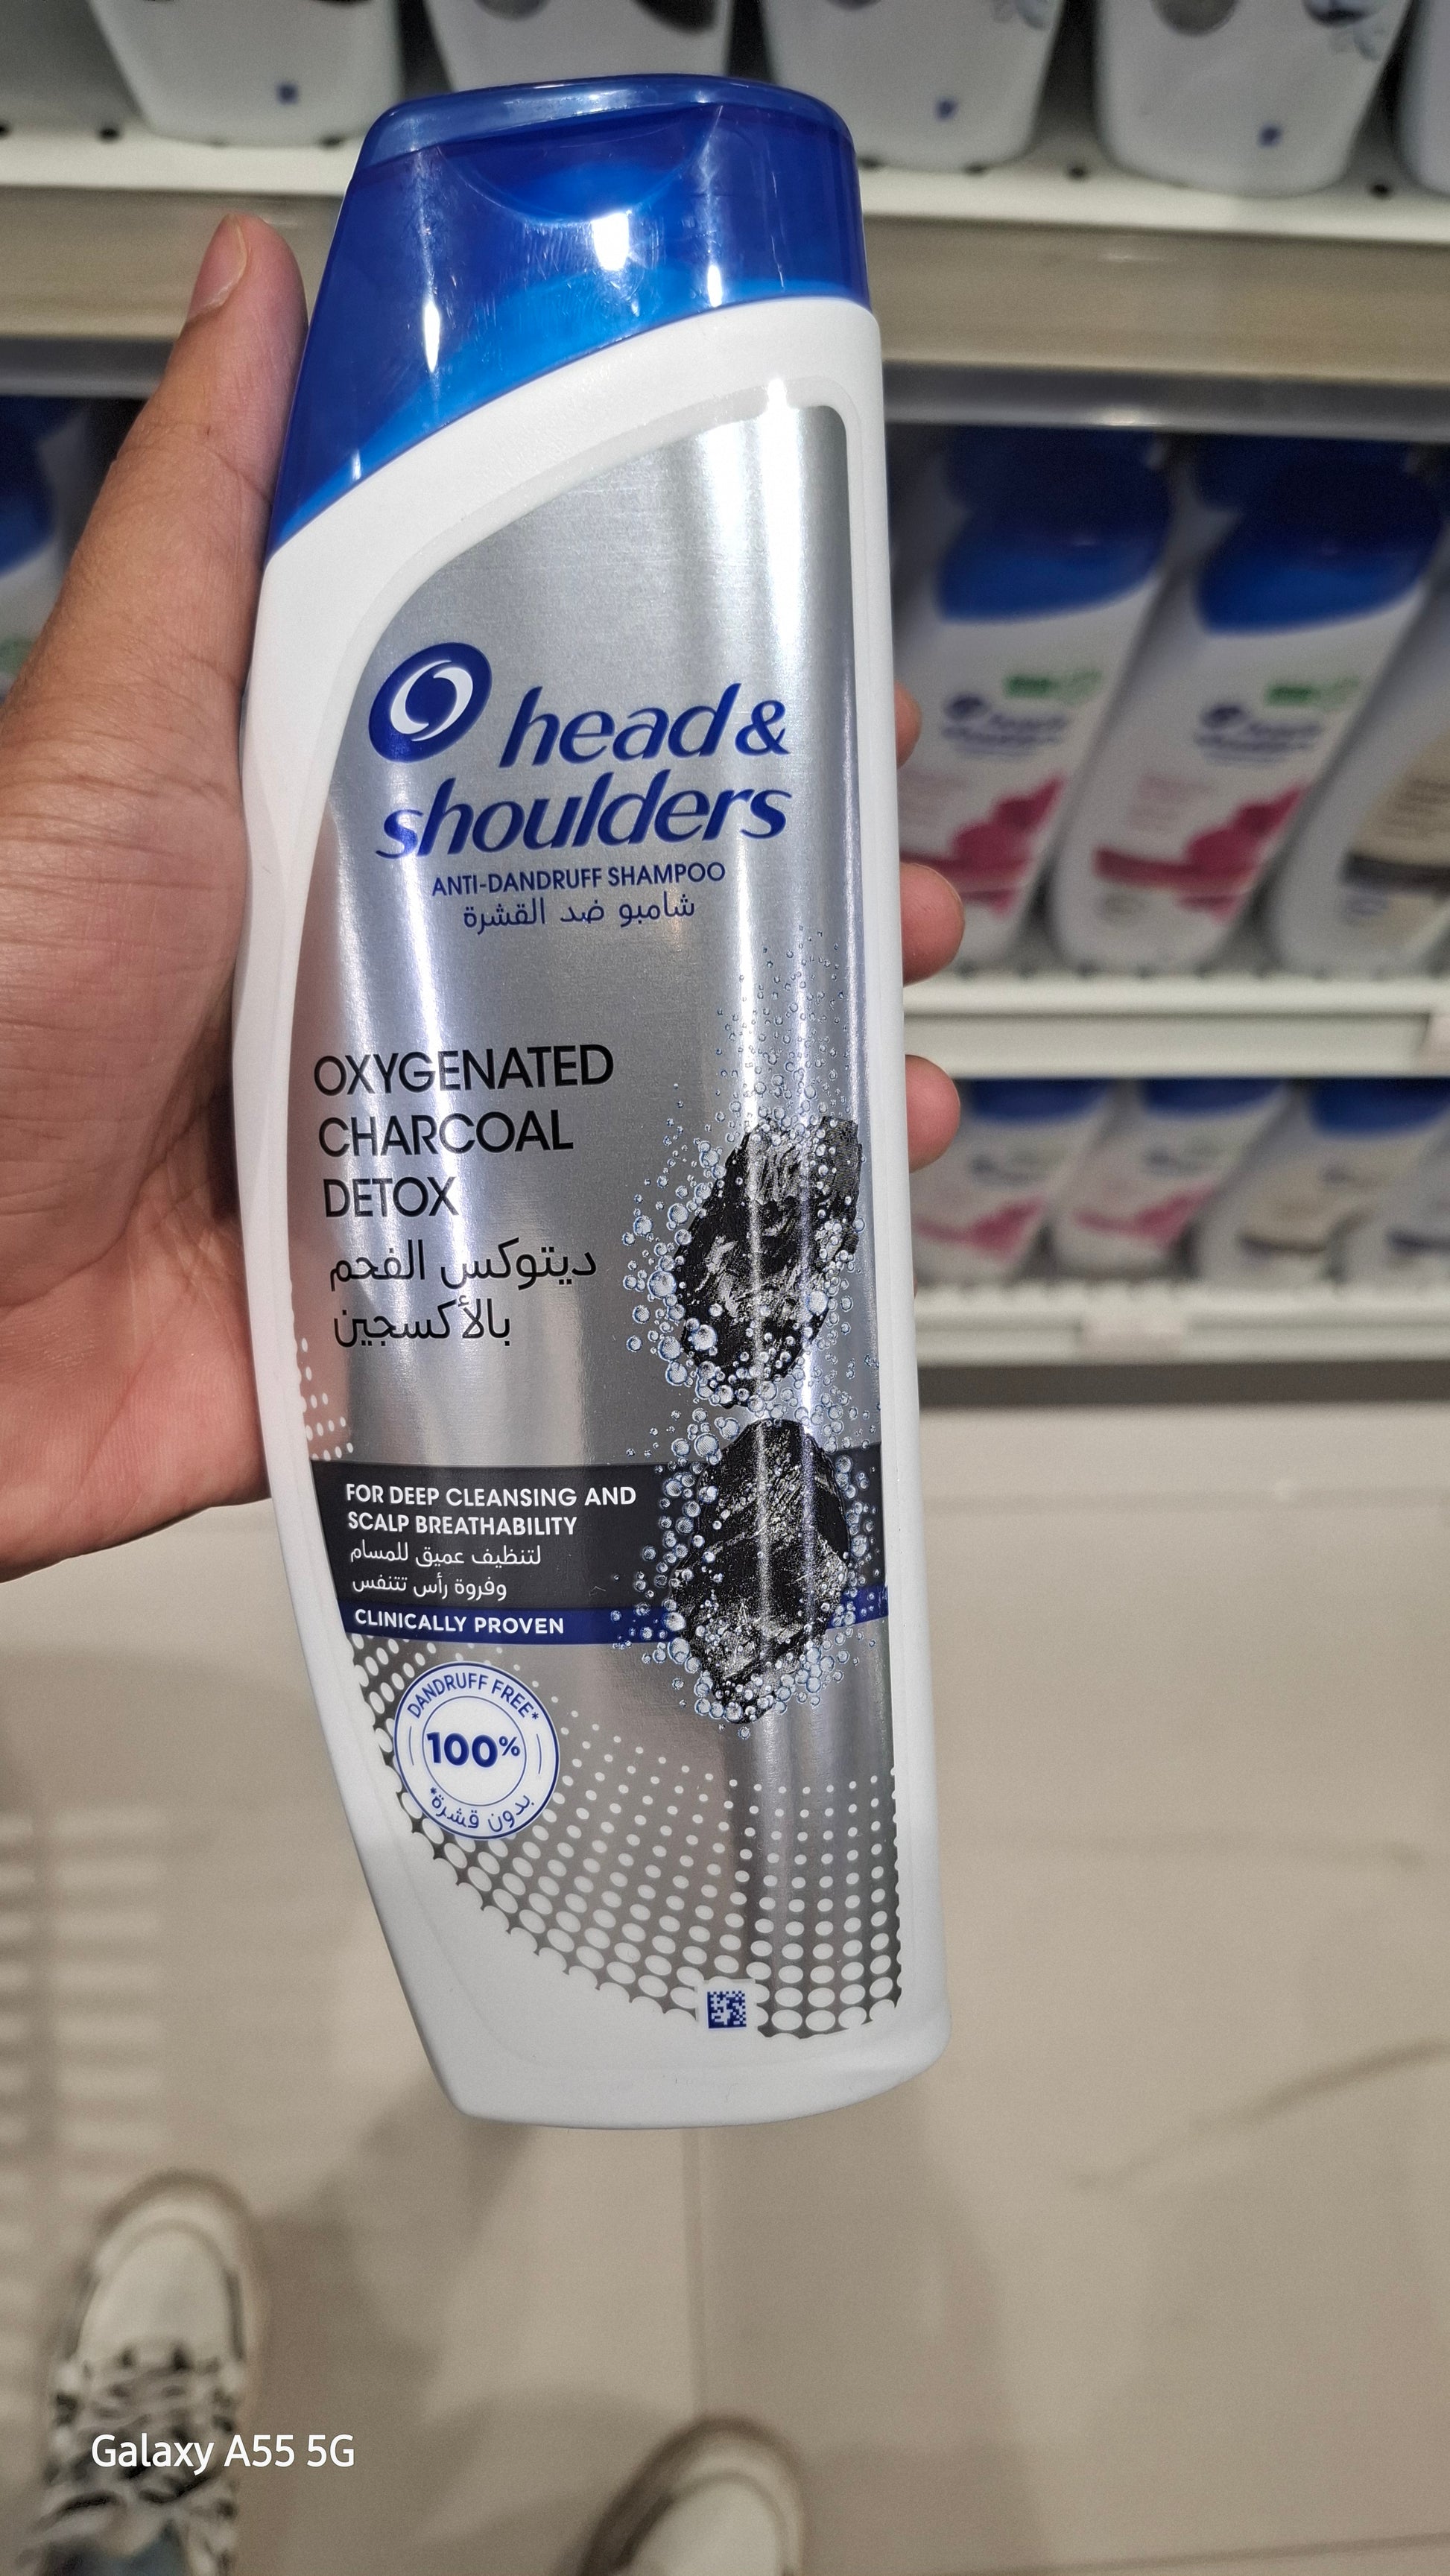 head &
shoulders
ANTI-DANDRUFF SHAMPOO
شامبو ضد القشرة
OXYGENATED
CHARCOAL
DETOX
ديتوكس الفحم
بالأكسجين
FOR DEEP CLEANSING AND
SCALP BREATHABILITY
لتنظيف عميق للمسام
وفروة رأس تتنفس
CLINICALLY PROVEN
DANDRUFF FREE*
100%
بدون قشرة*
Galaxy A55 5G